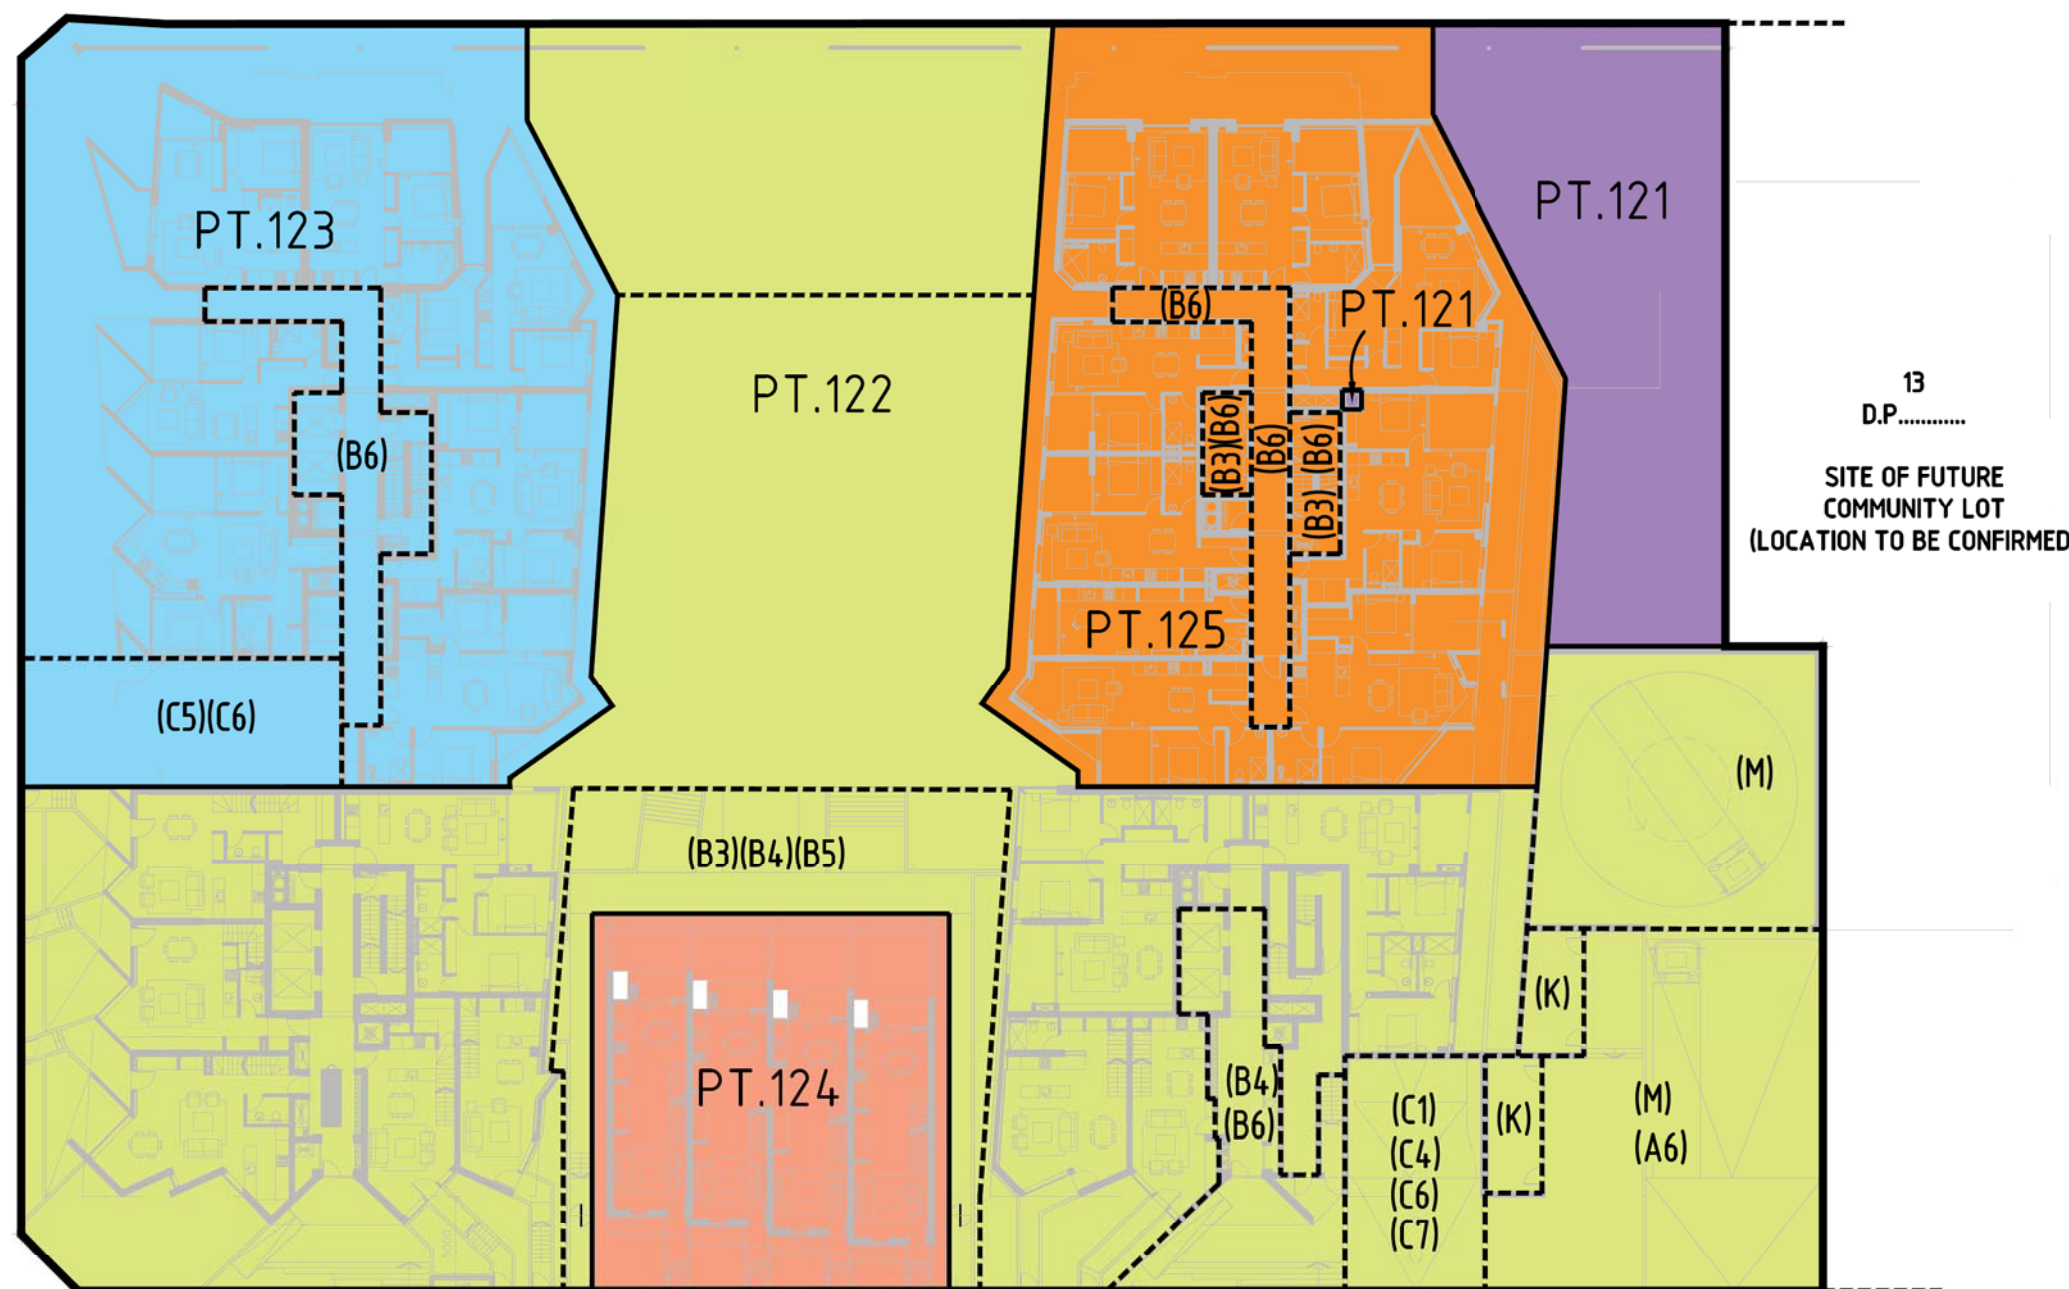 PT.123
PT.122
PT.121
(B6)
PT.121
(B6)
(B3)(B6)
(B6)
(B3) (B6)
PT.125
(C5)(C6)
13
D.P............
SITE OF FUTURE
COMMUNITY LOT
(LOCATION TO BE CONFIRMED
(M)
(B3)(B4)(B5)
(K)
PT.124
(B4)
(B6)
(C1)
(C4)
(C6)
(C7)
(K)
(M)
(A6)